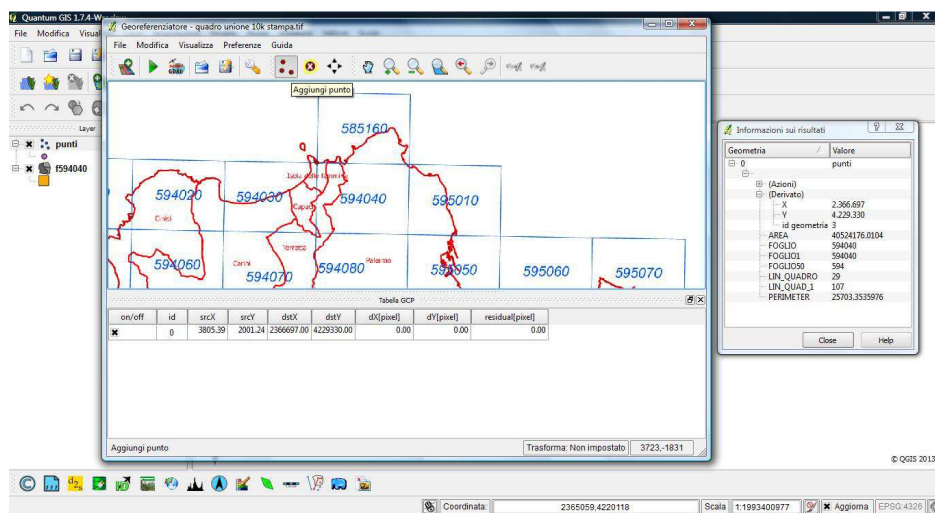 Quantum GIS 1.7.4-W
File Modifica Visual
Georeferenziatore - quadro unione 10k stampa.tif
File Modifica Visualizza Preferenze Guida
GDAL
Aggiungi punto
Layer
punti
f594040
585160
Isola delle femmine
594020 594030 594040 595010
Cinisi
Capaci
Torretta
Carini
Palermo
594060 594070 594080 595050 595060 595070
Tabella GCP
on/off id srcX srcY dstX dstY dX[pixel] dY[pixel] residual[pixel]
0 3805.39 2001.24 2366697.00 4229330.00 0.00 0.00 0.00
Aggiungi punto
Trasforma: Non impostato 3723,-1831
Informazioni sui risultati
Geometria Valore
0 punti
(Azioni)
(Derivato)
X 2.366.697
Y 4.229.330
id geometria 3
AREA 40524176.0104
FOGLIO 594040
FOGLIO1 594040
FOGLIO50 594
LIN_QUADRO 29
LIN_QUAD_1 107
PERIMETER 25703.3535976
Close Help
© QGIS 2013
Coordinata: 2365059,4220118 Scala 1:1993400977 Aggiorna EPSG:4326